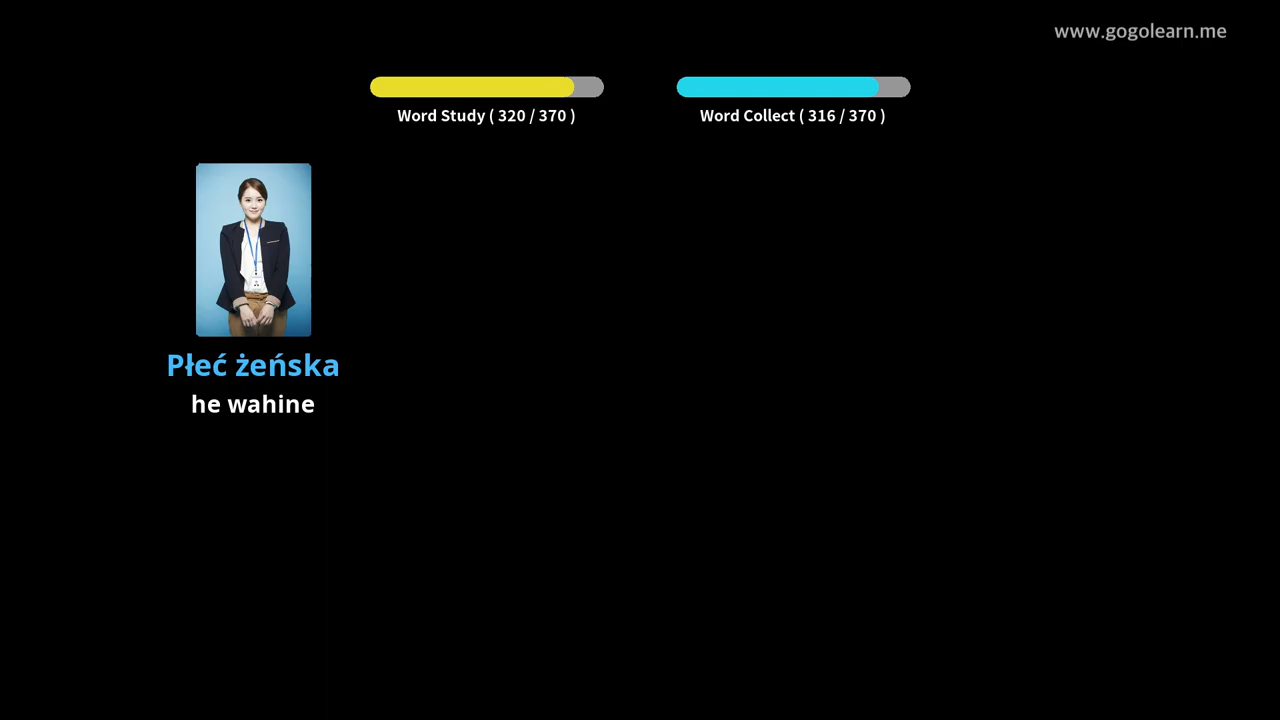 www.gogolearn.me
Word Study ( 320 / 370 )
Word Collect ( 316 / 370 )
Płeć żeńska
he wahine